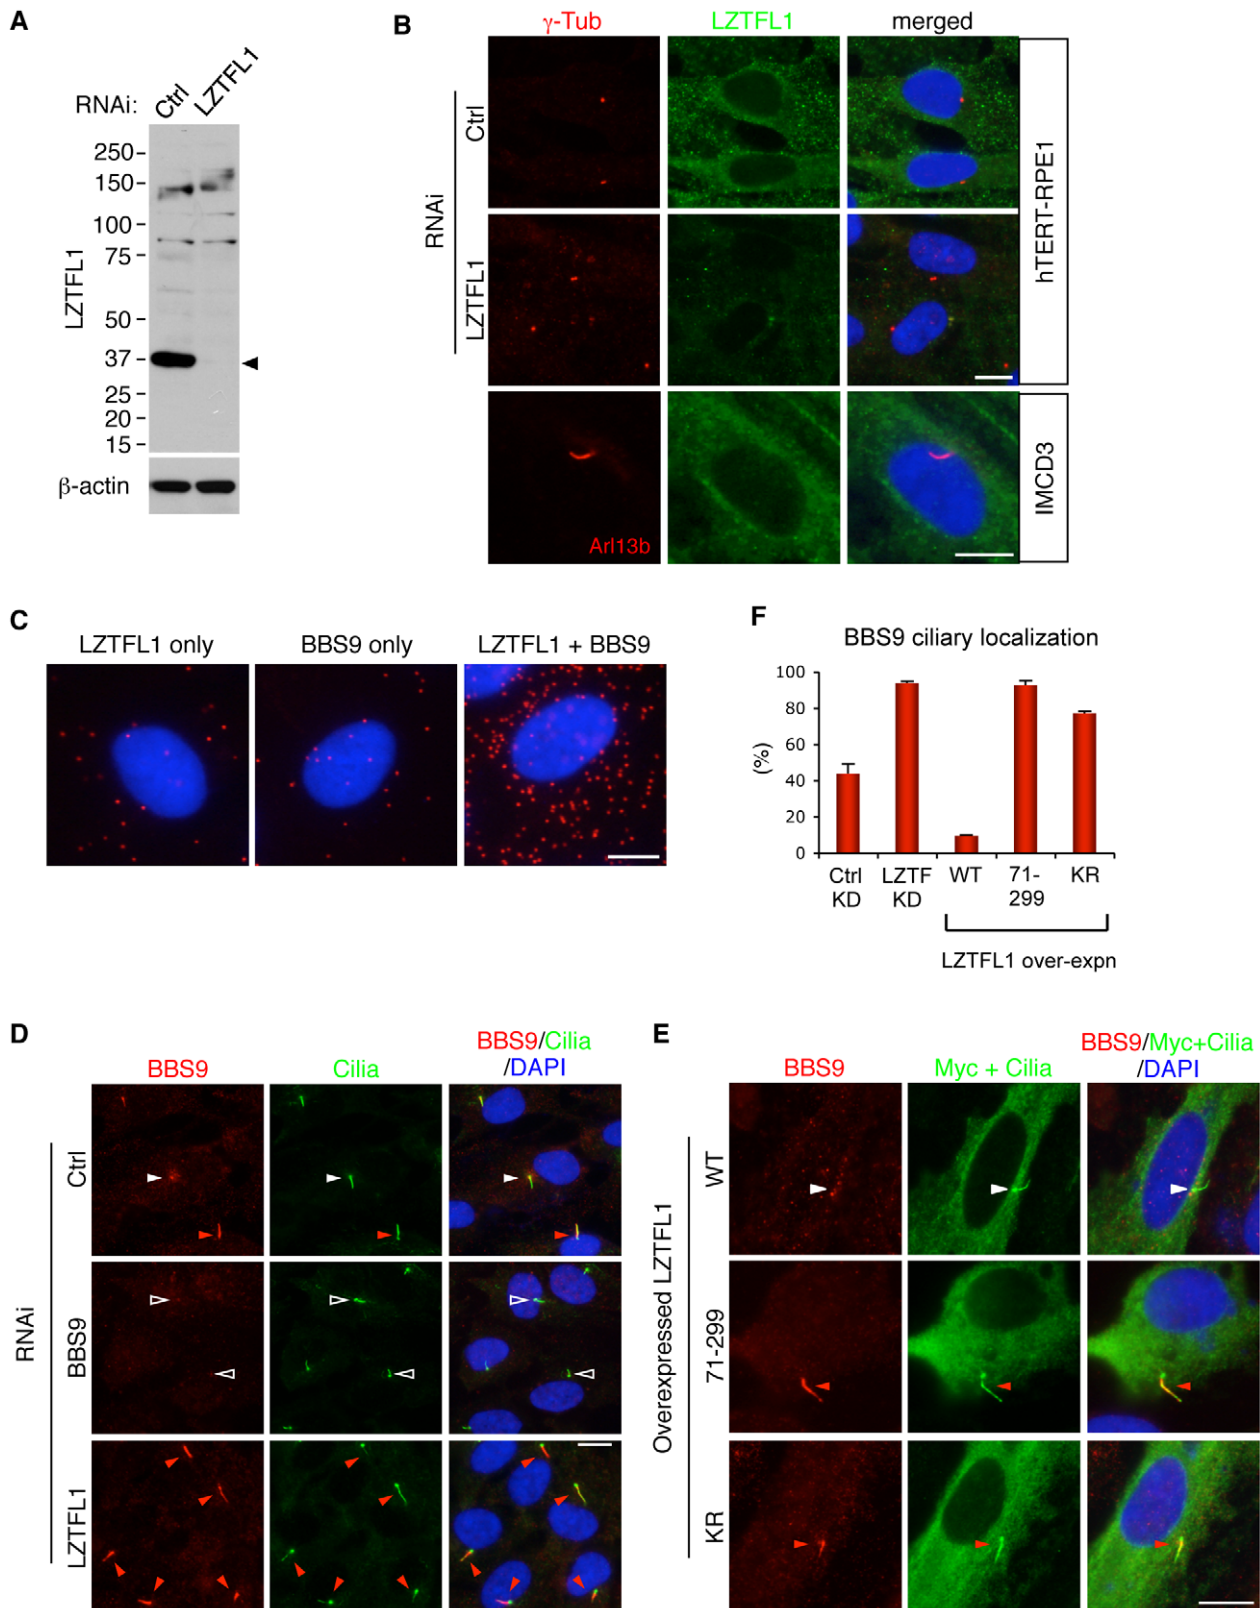 A
RNAi: Ctrl LZTFL1
250
150
100
75
50
37
25
20
15
LZTFL1
β-actin
B
γ-Tub LZTFL1 merged
RNAi
Ctrl
LZTFL1
hTERT-RPE1
IMCD3
Arl13b
C
LZTFL1 only BBS9 only LZTFL1 + BBS9
F
BBS9 ciliary localization
100
80
60
40
20
0
(%)
Ctrl KD
LZTF KD
WT
71-299
KR
LZTFL1 over-expn
D
BBS9 Cilia BBS9/Cilia
/DAPI
RNAi
Ctrl
BBS9
LZTFL1
E
BBS9 Myc + Cilia BBS9/Myc+Cilia
/DAPI
Overexpressed LZTFL1
WT
71-299
KR